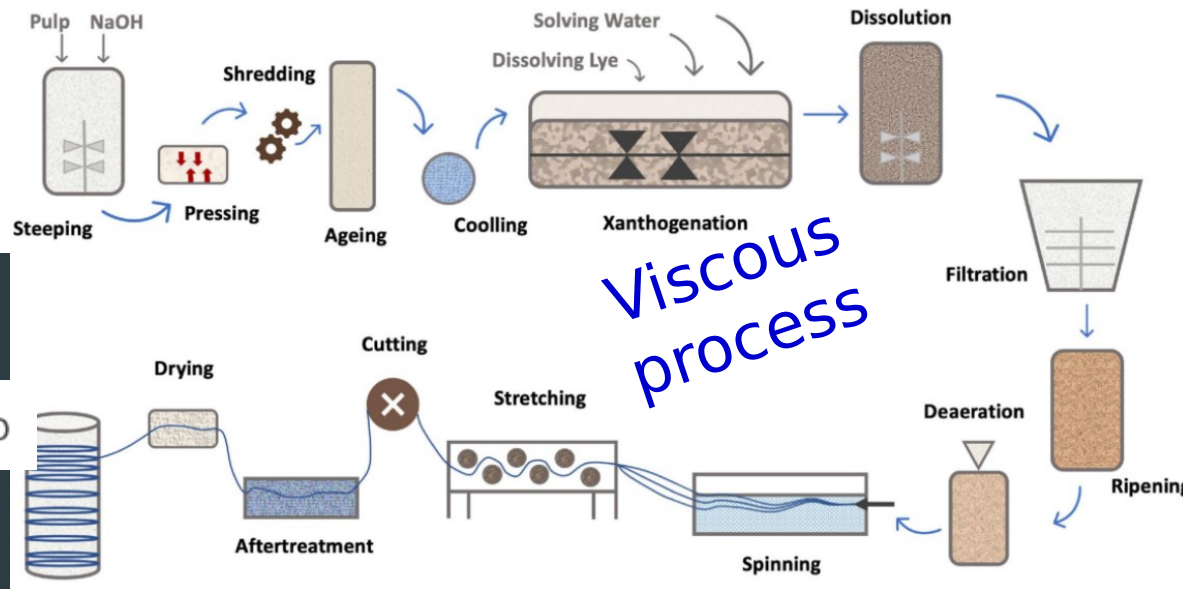 Pulp NaOH
Steeping
Pressing
Shredding
Ageing
Coolling
Solving Water
Dissolving Lye
Xanthogenation
Dissolution
Filtration
Ripening
Deaeration
Spinning
Stretching
Cutting
Aftertreatment
Drying
Viscous
process